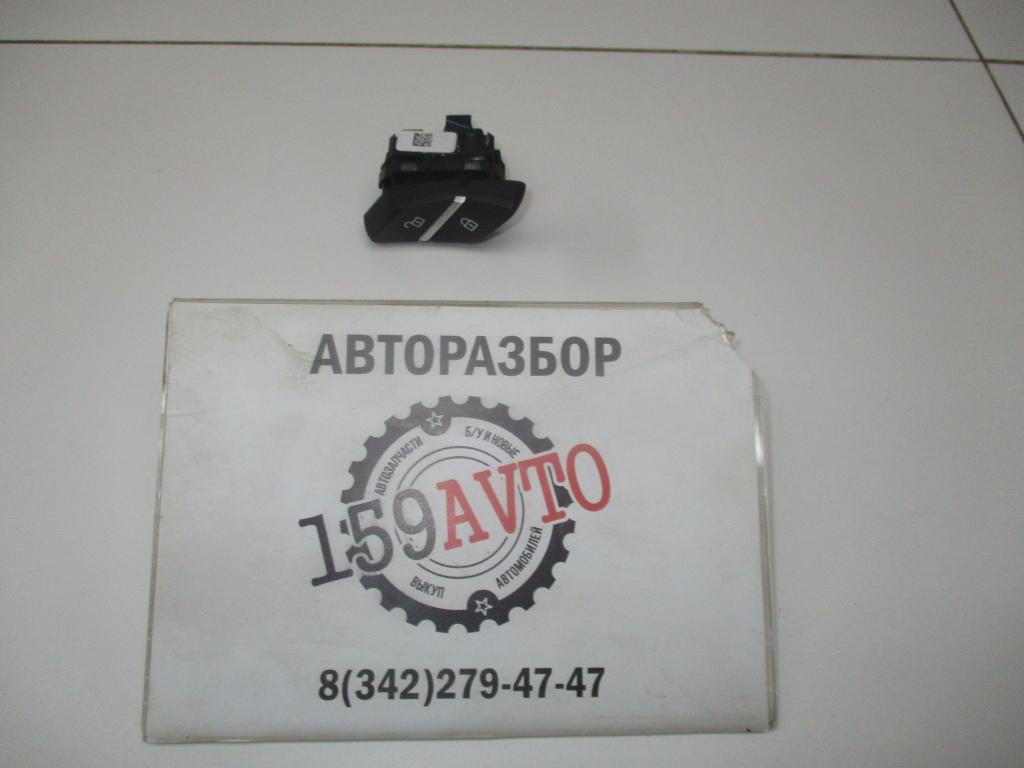 АВТОРАЗБОР
АВТОЗАПЧАСТИ
Б/У И НОВЫЕ
159AVTO
ВЫКУП
АВТОМОБИЛЕЙ
8(342)279-47-47